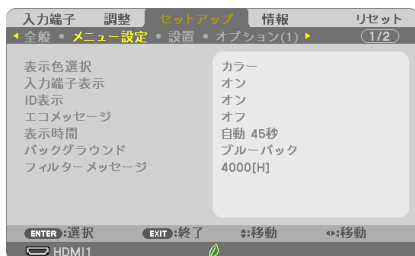 入力端子 調整 セットアップ 情報 リセット
全般 • メニュー設定 • 設置 • オプション(1) 1/2
表示色選択 カラー
入力端子表示 オン
ID表示 オン
エコメッセージ オフ
表示時間 自動 45秒
バックグラウンド ブルーバック
フィルターメッセージ 4000[H]
ENTER:選択 EXIT:終了 :移動 :移動
HDMI1